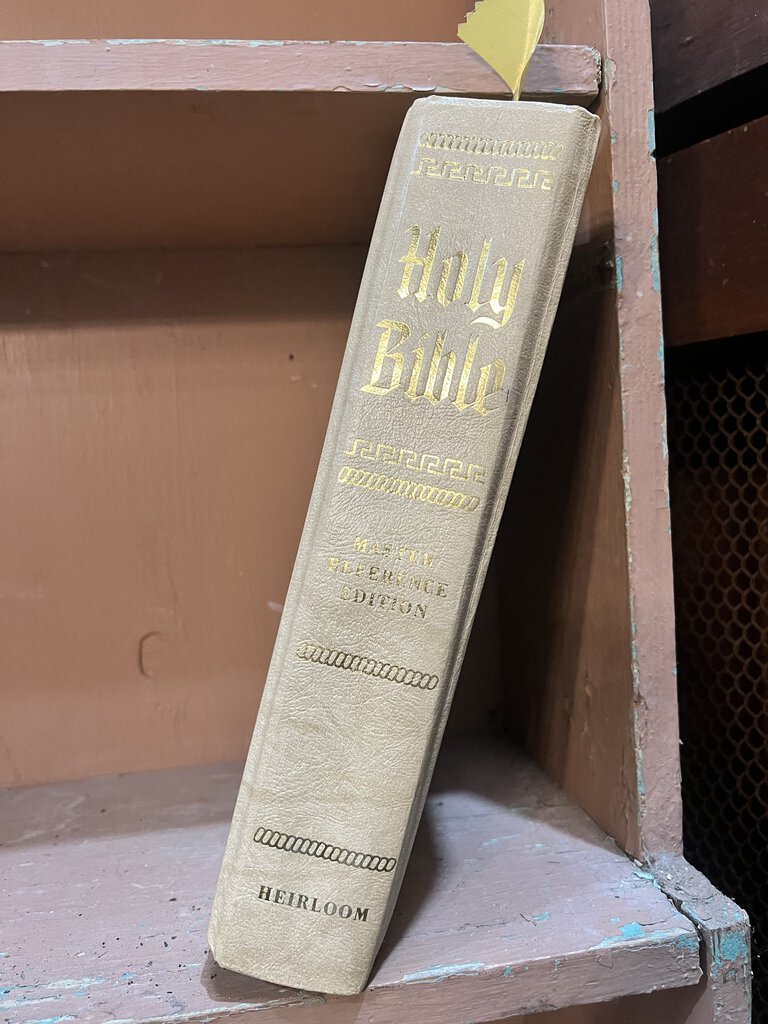 Holy
Bible
MASTER
REFERENCE
EDITION
HEIRLOOM